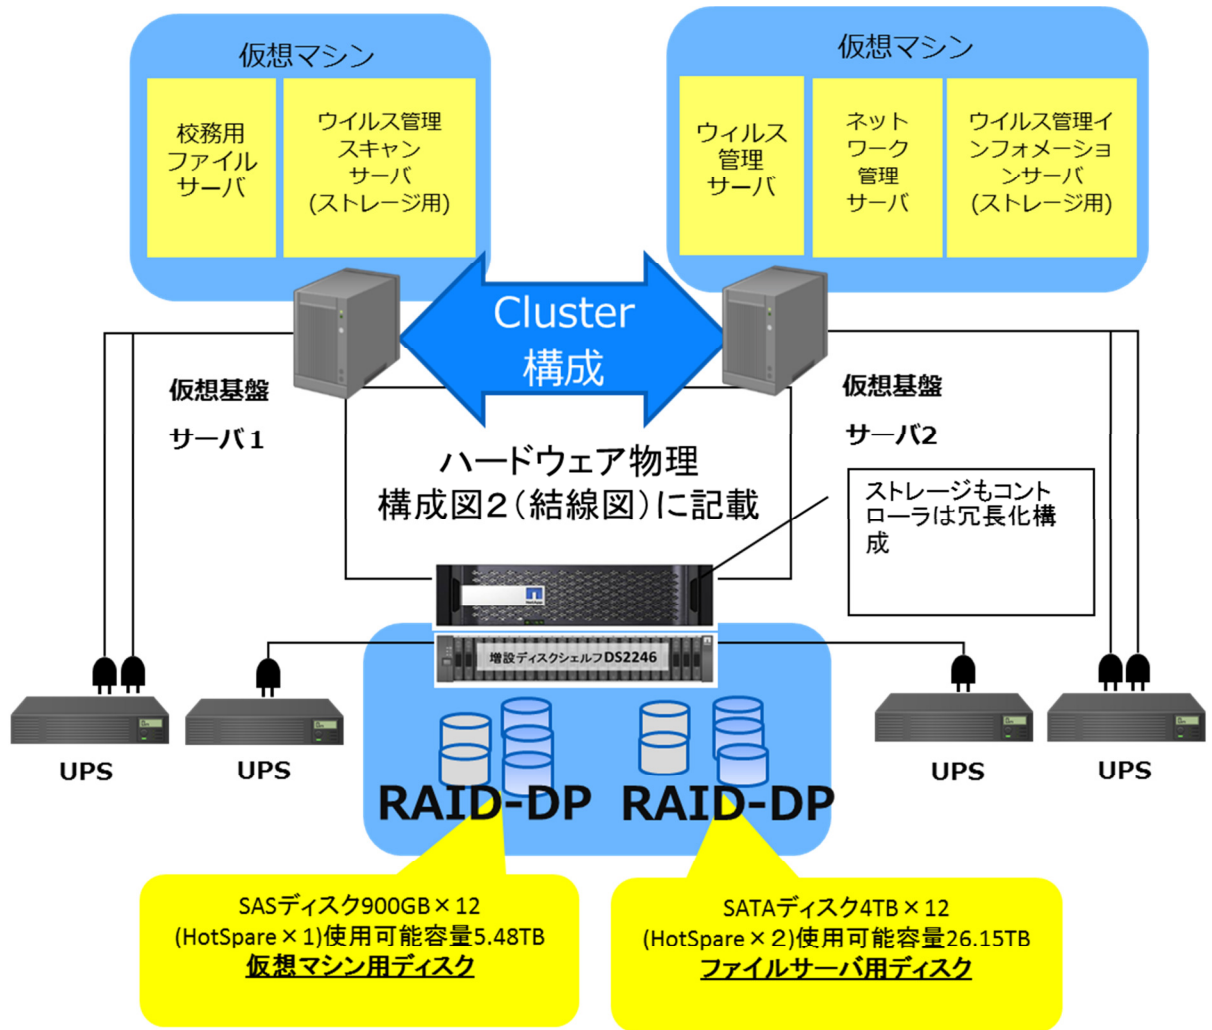 仮想マシン
校務用
ファイル
サーバ
ウイルス管理
スキャン
サーバ
(ストレージ用)
仮想マシン
ウィルス
管理
サーバ
ネット
ワーク
管理
サーバ
ウイルス管理イ
ンフォメーショ
ンサーバ
(ストレージ用)
Cluster
構成
仮想基盤
サーバ１
仮想基盤
サーバ2
ハードウェア物理
構成図２（結線図）に記載
ストレージもコント
ローラは冗長化構
成
増設ディスクシェルフDS2246
UPS
UPS
UPS
UPS
RAID-DP
RAID-DP
SASディスク900GB×12
(HotSpare×1)使用可能容量5.48TB
仮想マシン用ディスク
SATAディスク4TB×12
(HotSpare×２)使用可能容量26.15TB
ファイルサーバ用ディスク